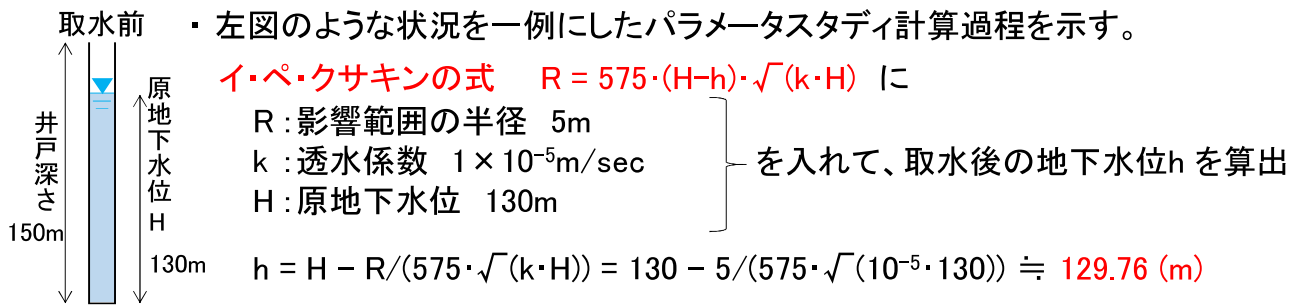 取水前
・ 左図のような状況を一例にしたパラメータスタディ計算過程を示す。
イ・ペ・クサキンの式 R = 575・(H-h)・√(k・H) に
R:影響範囲の半径 5m
k:透水係数 1×10⁻⁵m/sec
H:原地下水位 130m
を入れて、取水後の地下水位h を算出
h = H - R/(575・√(k・H)) = 130 - 5/(575・√(10⁻⁵・130)) ≒ 129.76 (m)
井戸深さ
150m
原地下水位H
130m